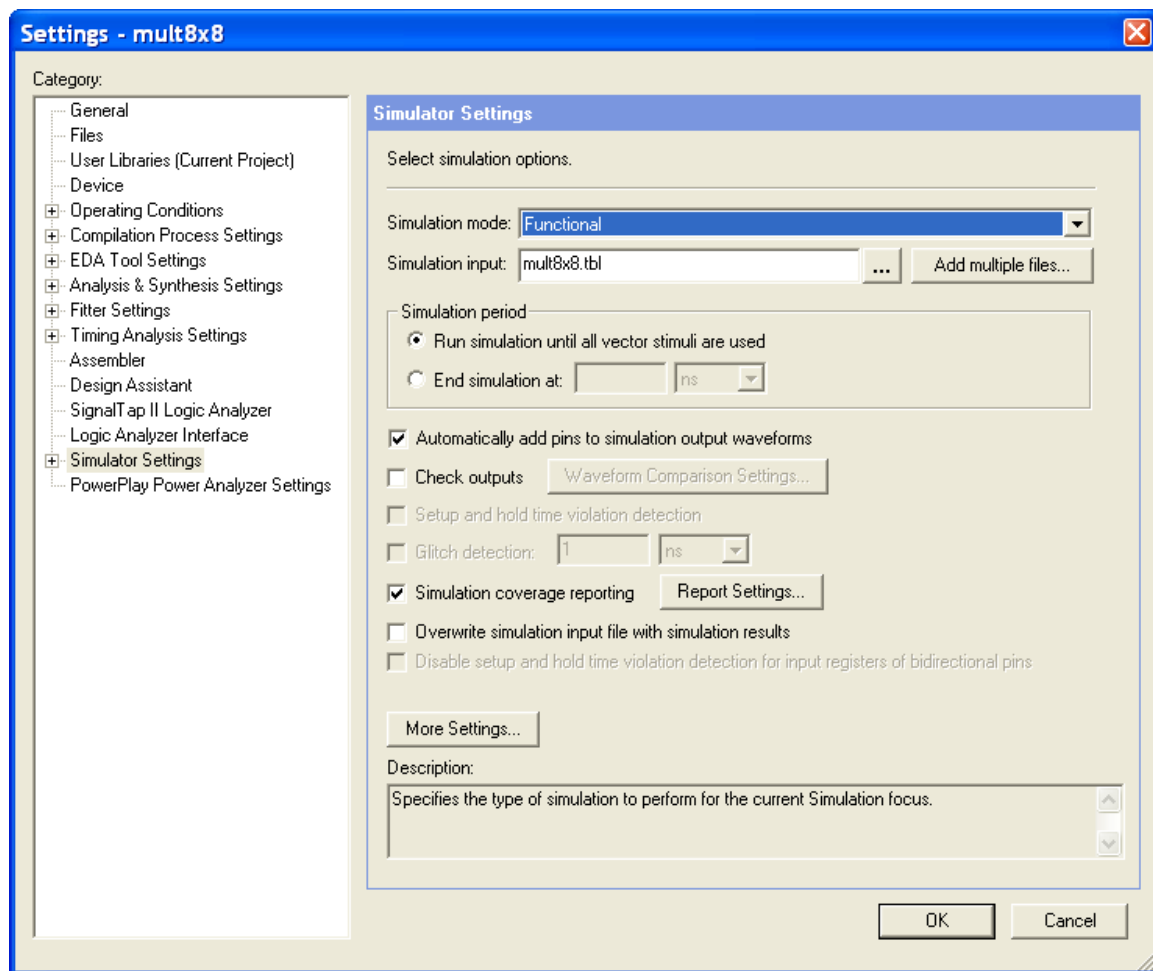 Settings - mult8x8
Category:
General
Files
User Libraries (Current Project)
Device
Operating Conditions
Compilation Process Settings
EDA Tool Settings
Analysis & Synthesis Settings
Fitter Settings
Timing Analysis Settings
Assembler
Design Assistant
SignalTap II Logic Analyzer
Logic Analyzer Interface
Simulator Settings
PowerPlay Power Analyzer Settings
Simulator Settings
Select simulation options.
Simulation mode: Functional
Simulation input: mult8x8.tbl ... Add multiple files...
Simulation period
Run simulation until all vector stimuli are used
End simulation at: ns
Automatically add pins to simulation output waveforms
Check outputs Waveform Comparison Settings...
Setup and hold time violation detection
Glitch detection: 1 ns
Simulation coverage reporting Report Settings...
Overwrite simulation input file with simulation results
Disable setup and hold time violation detection for input registers of bidirectional pins
More Settings...
Description:
Specifies the type of simulation to perform for the current Simulation focus.
OK Cancel